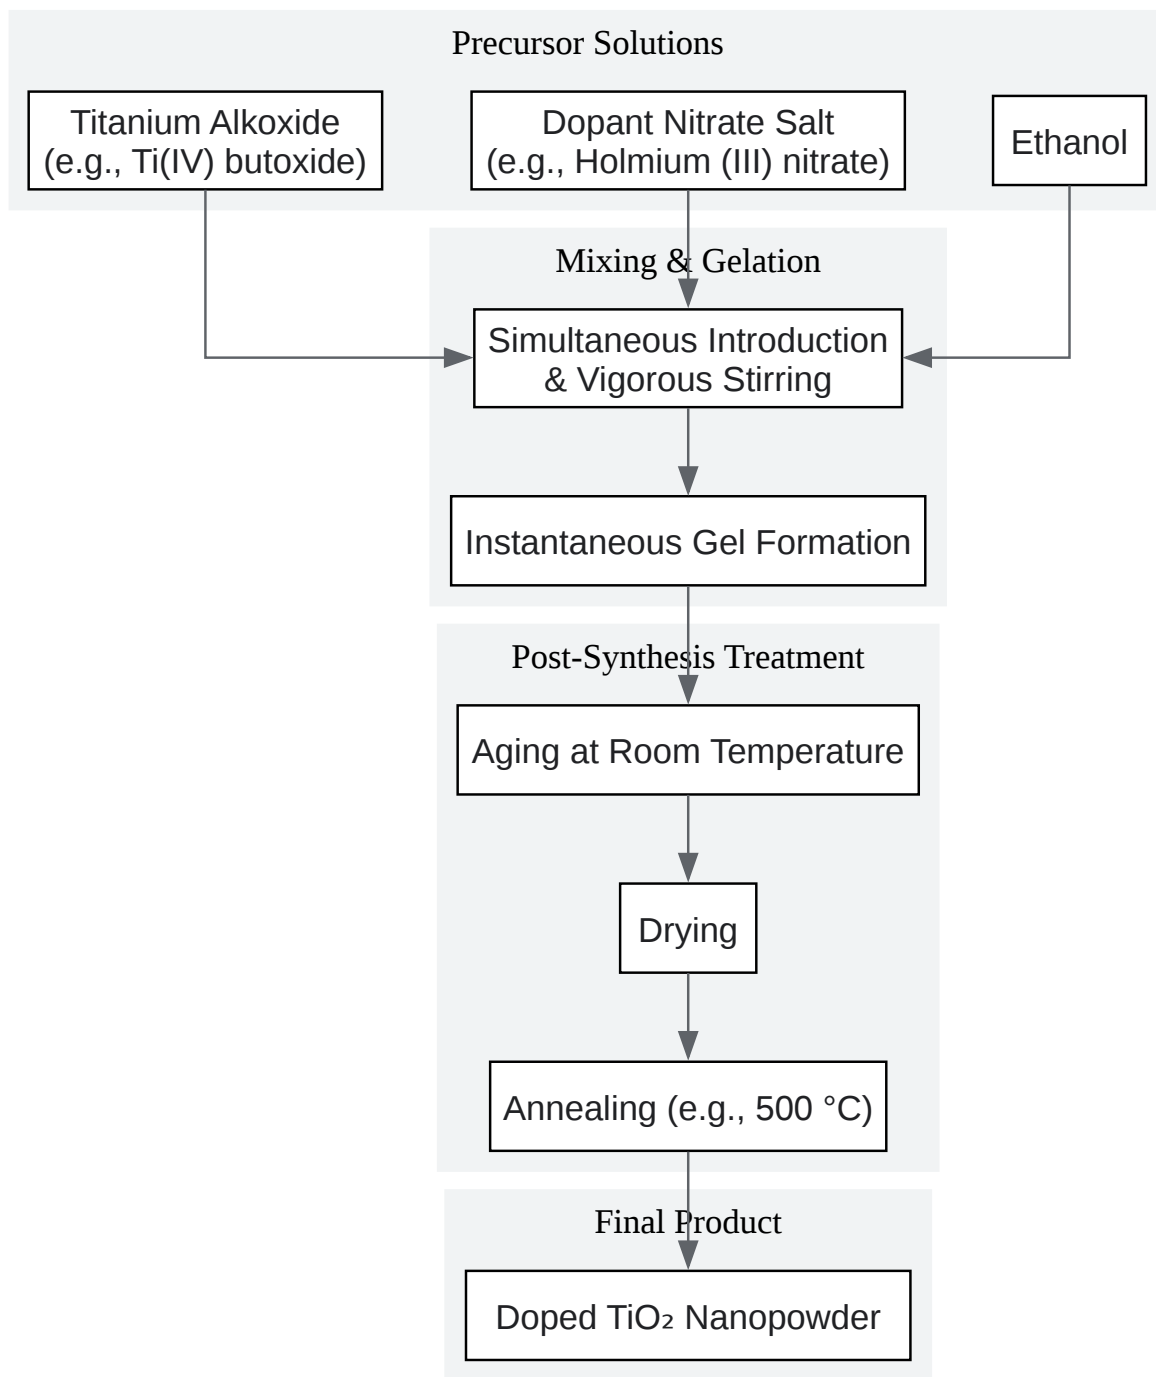 Precursor Solutions
Titanium Alkoxide
(e.g., Ti(IV) butoxide)
Dopant Nitrate Salt
(e.g., Holmium (III) nitrate)
Ethanol
Mixing & Gelation
Simultaneous Introduction
& Vigorous Stirring
Instantaneous Gel Formation
Post-Synthesis Treatment
Aging at Room Temperature
Drying
Annealing (e.g., 500 °C)
Final Product
Doped TiO₂ Nanopowder